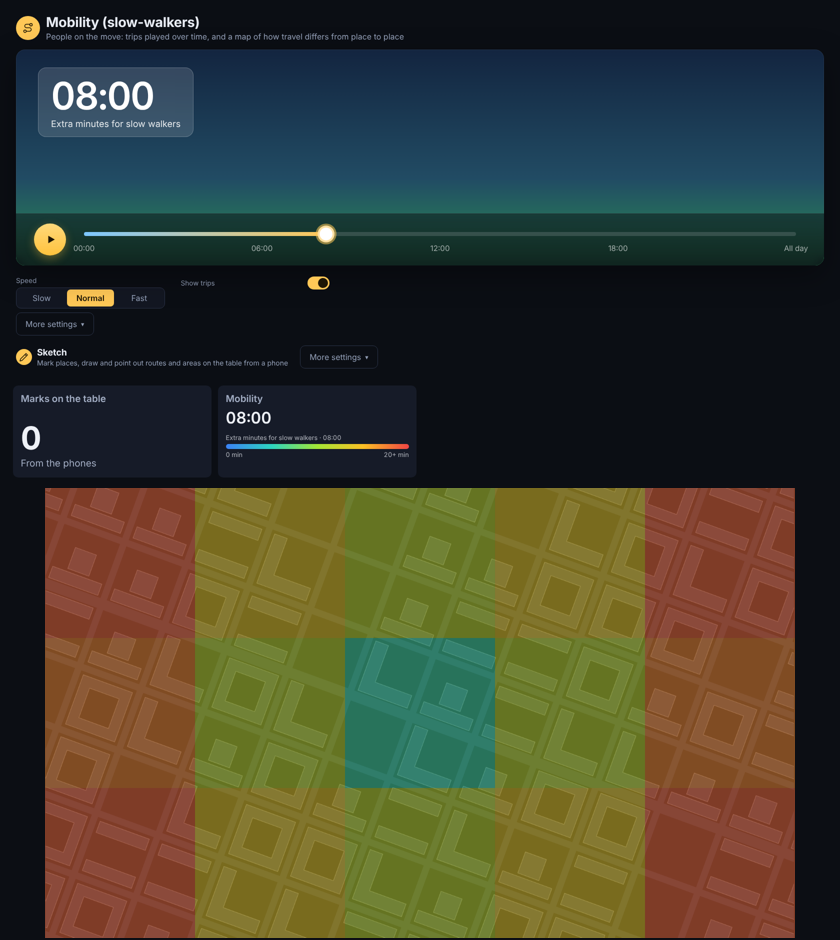 Mobility (slow-walkers)
People on the move: trips played over time, and a map of how travel differs from place to place
08:00
Extra minutes for slow walkers
00:00 06:00 12:00 18:00 All day
Speed
Show trips
Slow Normal Fast
More settings ▾
Sketch
Mark places, draw and point out routes and areas on the table from a phone
More settings ▾
Marks on the table
0
From the phones
Mobility
08:00
Extra minutes for slow walkers · 08:00
0 min 20+ min